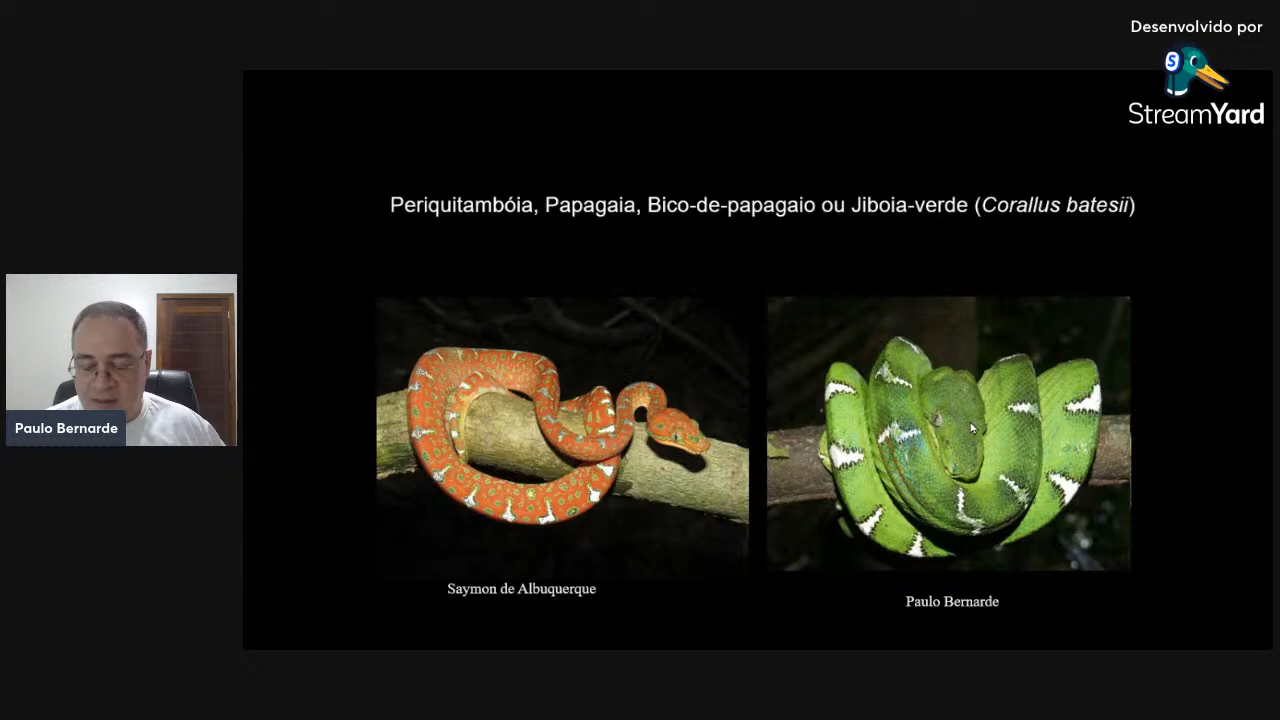 Desenvolvido por
S
StreamYard
Periquitambóia, Papagaia, Bico-de-papagaio ou Jiboia-verde (Corallus batesii)
Paulo Bernarde
Saymon de Albuquerque
Paulo Bernarde